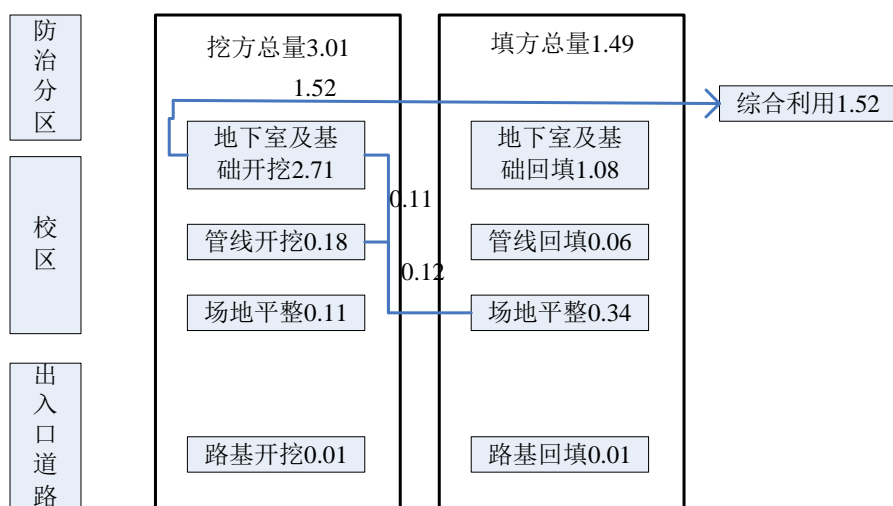 防治分区
挖方总量3.01
填方总量1.49
1.52
综合利用1.52
地下室及基
础开挖2.71
地下室及基
础回填1.08
0.11
校区
管线开挖0.18
管线回填0.06
0.12
场地平整0.11
场地平整0.34
出入口道路
路基开挖0.01
路基回填0.01